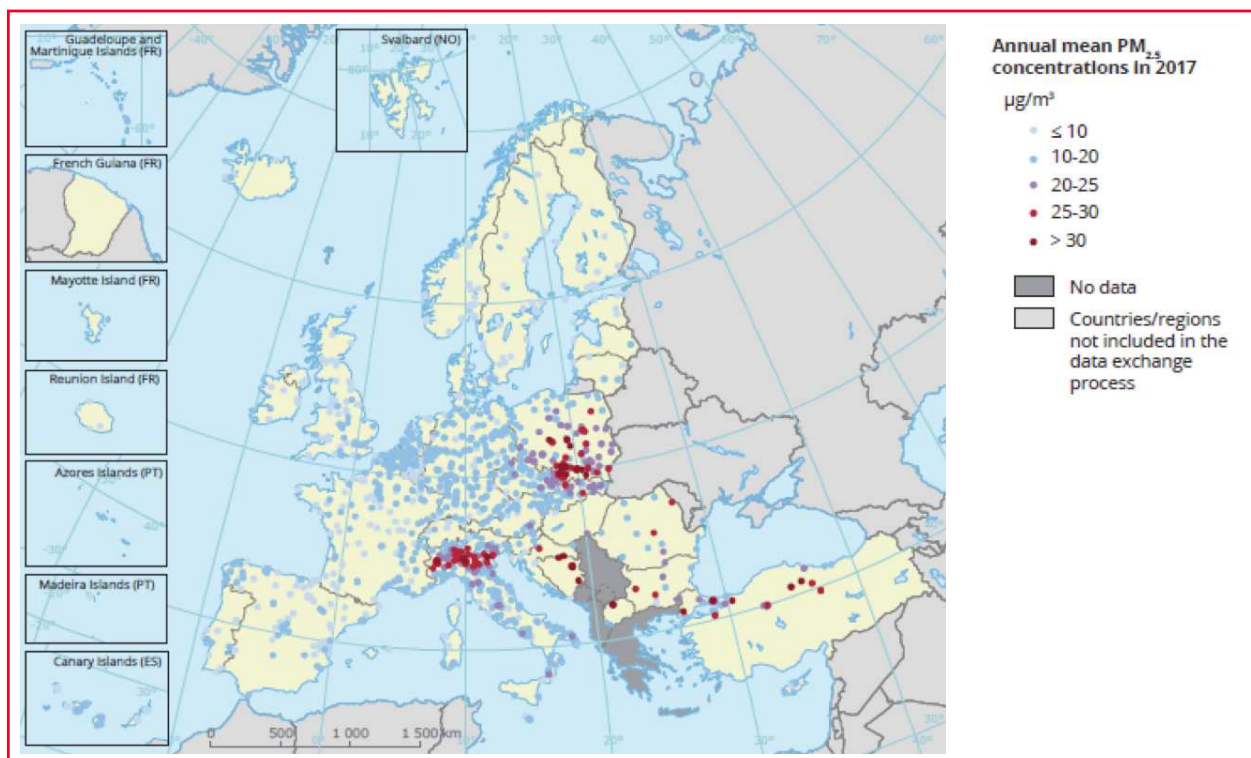 Guadeloupe and
Martinique Islands (FR)
French Guiana (FR)
Mayotte Island (FR)
Reunion Island (FR)
Azores Islands (PT)
Madeira Islands (PT)
Canary Islands (ES)
Svalbard (NO)
0 500 1 000 1 500 km
Annual mean PM2.5
concentrations in 2017
µg/m³
≤ 10
10-20
20-25
25-30
> 30
No data
Countries/regions
not included in the
data exchange
process